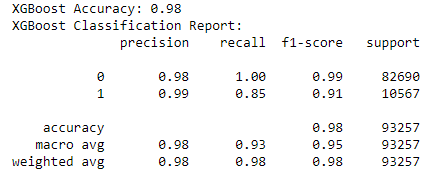 XGBoost Accuracy: 0.98
XGBoost Classification Report:
precision recall f1-score support
0 0.98 1.00 0.99 82690
1 0.99 0.85 0.91 10567
accuracy 0.98 93257
macro avg 0.98 0.93 0.95 93257
weighted avg 0.98 0.98 0.98 93257